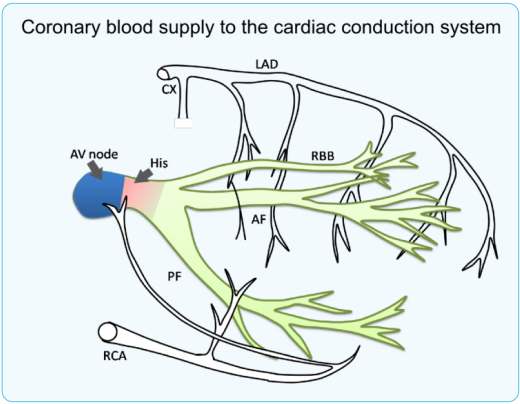 Coronary blood supply to the cardiac conduction system
LAD
CX
AV node
His
RBB
AF
PF
RCA